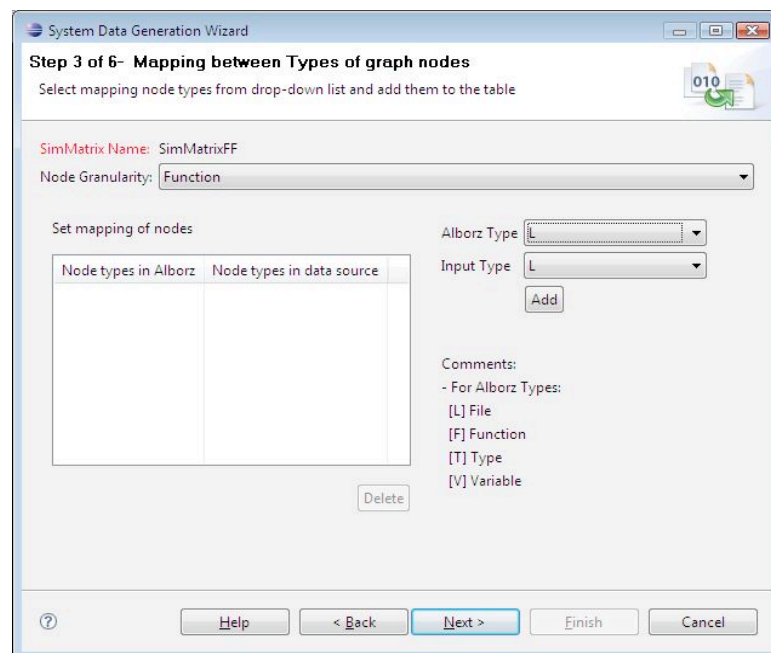 System Data Generation Wizard
Step 3 of 6- Mapping between Types of graph nodes
Select mapping node types from drop-down list and add them to the table
010
SimMatrix Name: SimMatrixFF
Node Granularity: Function
Set mapping of nodes
Node types in Alborz Node types in data source
Delete
Alborz Type L
Input Type L
Add
Comments:
- For Alborz Types:
[L] File
[F] Function
[T] Type
[V] Variable
? Help < Back Next > Finish Cancel